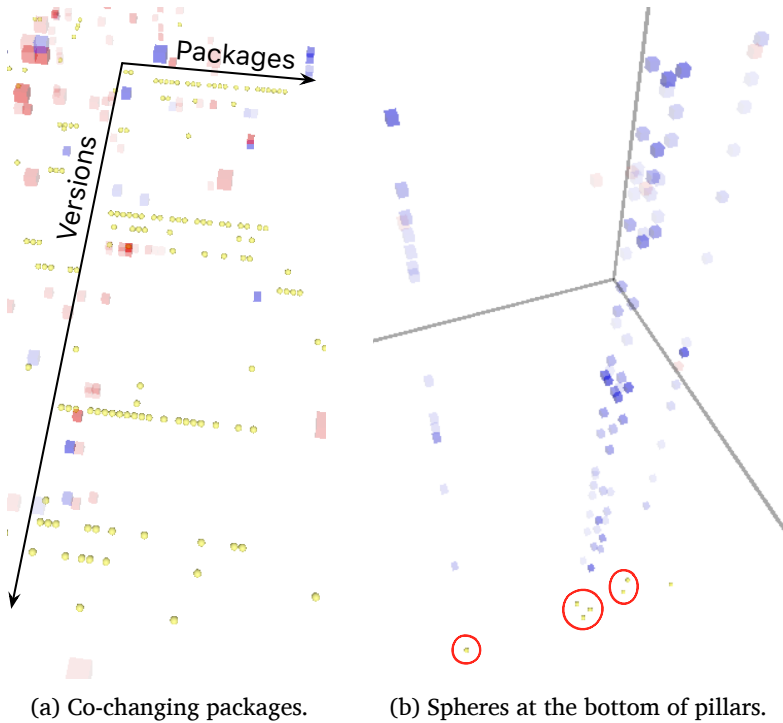 Packages
Versions
(a) Co-changing packages.
(b) Spheres at the bottom of pillars.